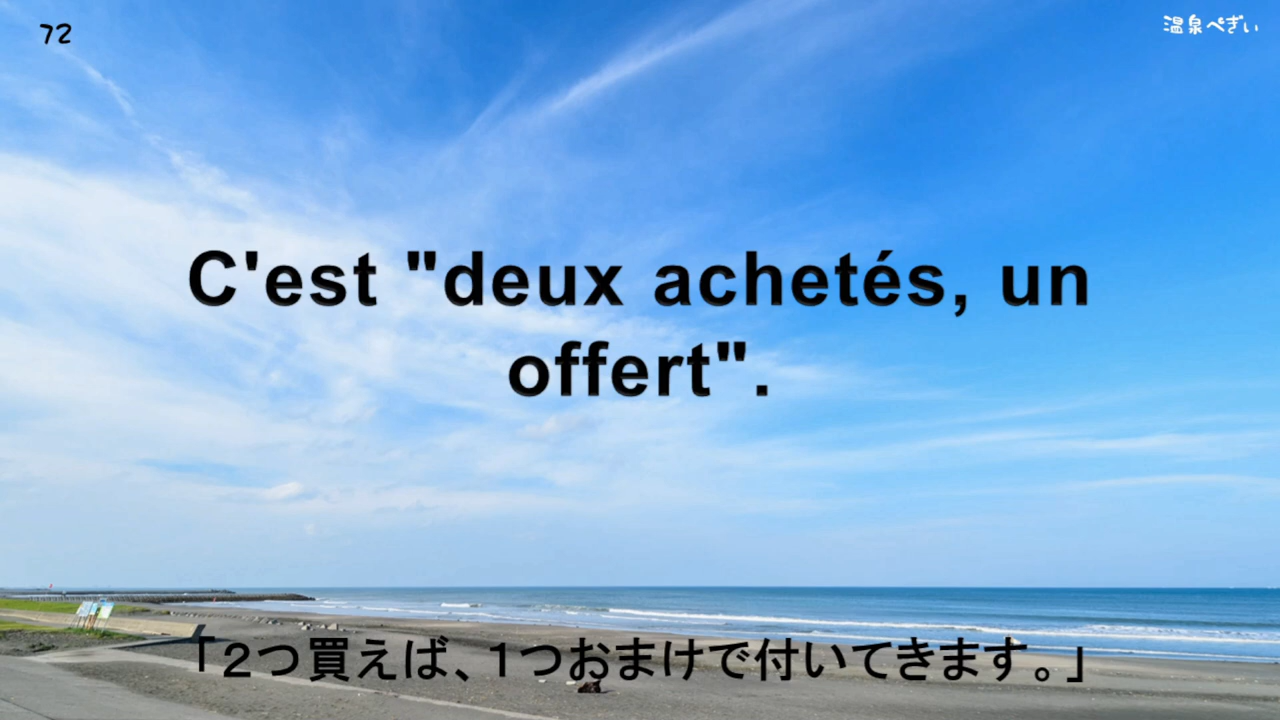 72
温泉ぺぎぃ
C'est "deux achetés, un
offert".
「２つ買えば、１つおまけで付いてきます。」